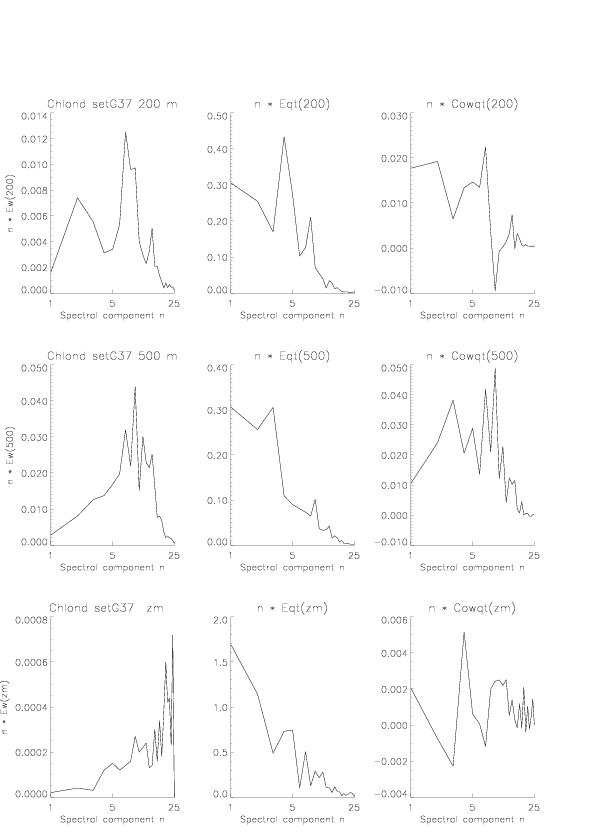 Chlond setG37 200 m
n * Eqt(200)
n * Cowqt(200)
n * Ew(200)
0.014
0.012
0.010
0.008
0.006
0.004
0.002
0.000
0.50
0.40
0.30
0.20
0.10
0.00
0.030
0.020
0.010
0.000
-0.010
1 5 25
1 5 25
1 5 25
Spectral component n
Spectral component n
Spectral component n
Chlond setG37 500 m
n * Eqt(500)
n * Cowqt(500)
n * Ew(500)
0.050
0.040
0.030
0.020
0.010
0.000
0.40
0.30
0.20
0.10
0.00
0.050
0.040
0.030
0.020
0.010
0.000
-0.010
1 5 25
1 5 25
1 5 25
Spectral component n
Spectral component n
Spectral component n
Chlond setG37 zm
n * Eqt(zm)
n * Cowqt(zm)
n * Ew(zm)
0.0008
0.0006
0.0004
0.0002
0.0000
2.0
1.5
1.0
0.5
0.0
0.006
0.004
0.002
0.000
-0.002
-0.004
1 5 25
1 5 25
1 5 25
Spectral component n
Spectral component n
Spectral component n